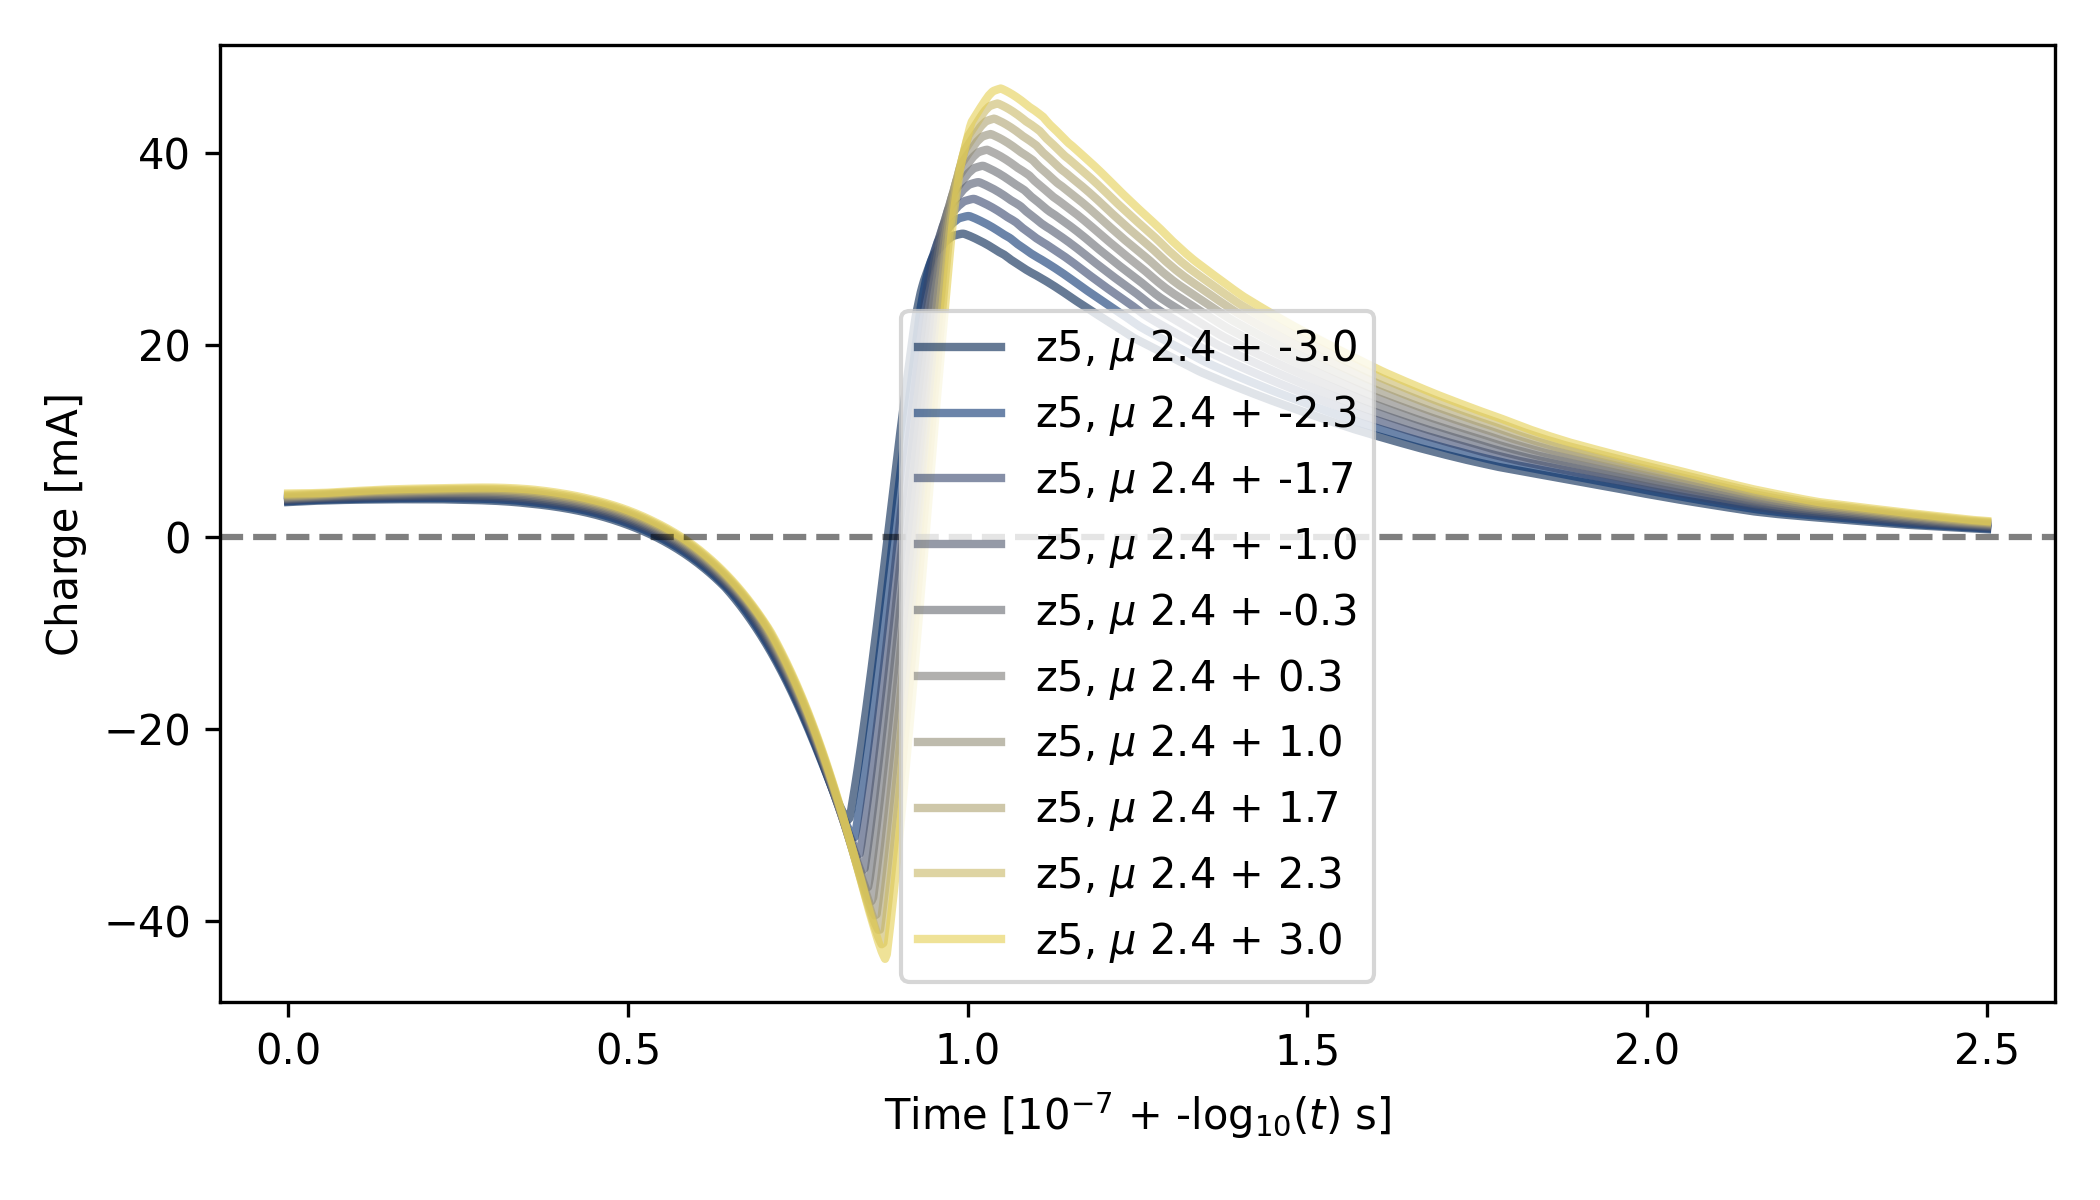 40
20
0
−20
−40
Charge [mA]
z5, μ 2.4 + -3.0
z5, μ 2.4 + -2.3
z5, μ 2.4 + -1.7
z5, μ 2.4 + -1.0
z5, μ 2.4 + -0.3
z5, μ 2.4 + 0.3
z5, μ 2.4 + 1.0
z5, μ 2.4 + 1.7
z5, μ 2.4 + 2.3
z5, μ 2.4 + 3.0
0.0 0.5 1.0 1.5 2.0 2.5
Time [10⁻⁷ + -log₁₀(t) s]